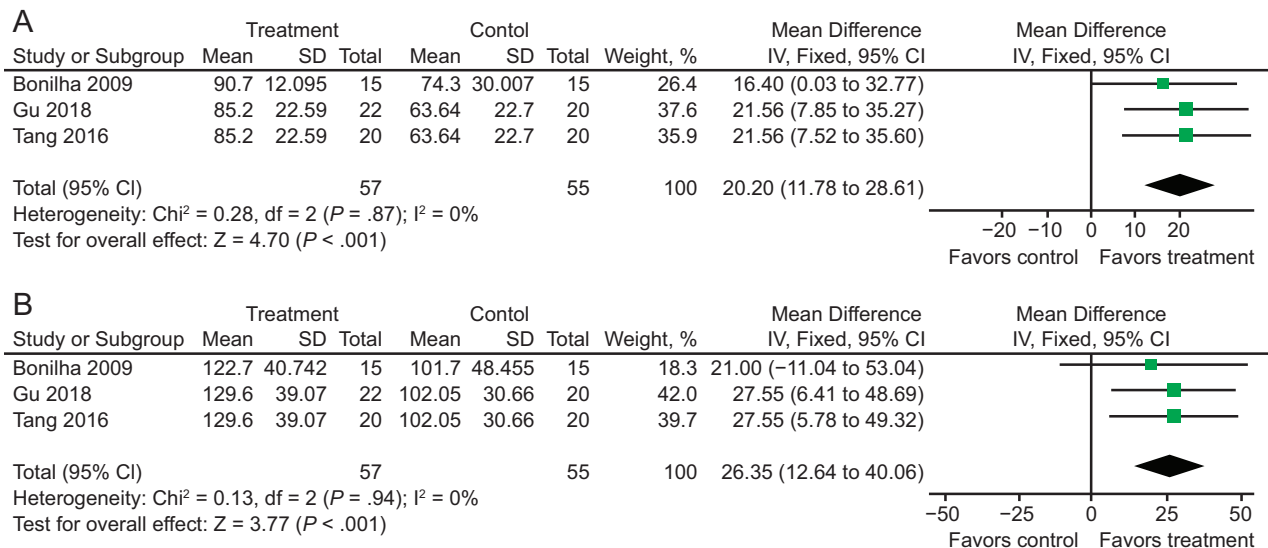 A
Treatment Contol Mean Difference Mean Difference
Study or Subgroup Mean SD Total Mean SD Total Weight, % IV, Fixed, 95% CI IV, Fixed, 95% CI
Bonilha 2009 90.7 12.095 15 74.3 30.007 15 26.4 16.40 (0.03 to 32.77)
Gu 2018 85.2 22.59 22 63.64 22.7 20 37.6 21.56 (7.85 to 35.27)
Tang 2016 85.2 22.59 20 63.64 22.7 20 35.9 21.56 (7.52 to 35.60)
Total (95% CI) 57 55 100 20.20 (11.78 to 28.61)
Heterogeneity: Chi² = 0.28, df = 2 (P = .87); I² = 0%
Test for overall effect: Z = 4.70 (P < .001)
−20 −10 0 10 20
Favors control Favors treatment
B
Treatment Contol Mean Difference Mean Difference
Study or Subgroup Mean SD Total Mean SD Total Weight, % IV, Fixed, 95% CI IV, Fixed, 95% CI
Bonilha 2009 122.7 40.742 15 101.7 48.455 15 18.3 21.00 (−11.04 to 53.04)
Gu 2018 129.6 39.07 22 102.05 30.66 20 42.0 27.55 (6.41 to 48.69)
Tang 2016 129.6 39.07 20 102.05 30.66 20 39.7 27.55 (5.78 to 49.32)
Total (95% CI) 57 55 100 26.35 (12.64 to 40.06)
Heterogeneity: Chi² = 0.13, df = 2 (P = .94); I² = 0%
Test for overall effect: Z = 3.77 (P < .001)
−50 −25 0 25 50
Favors control Favors treatment